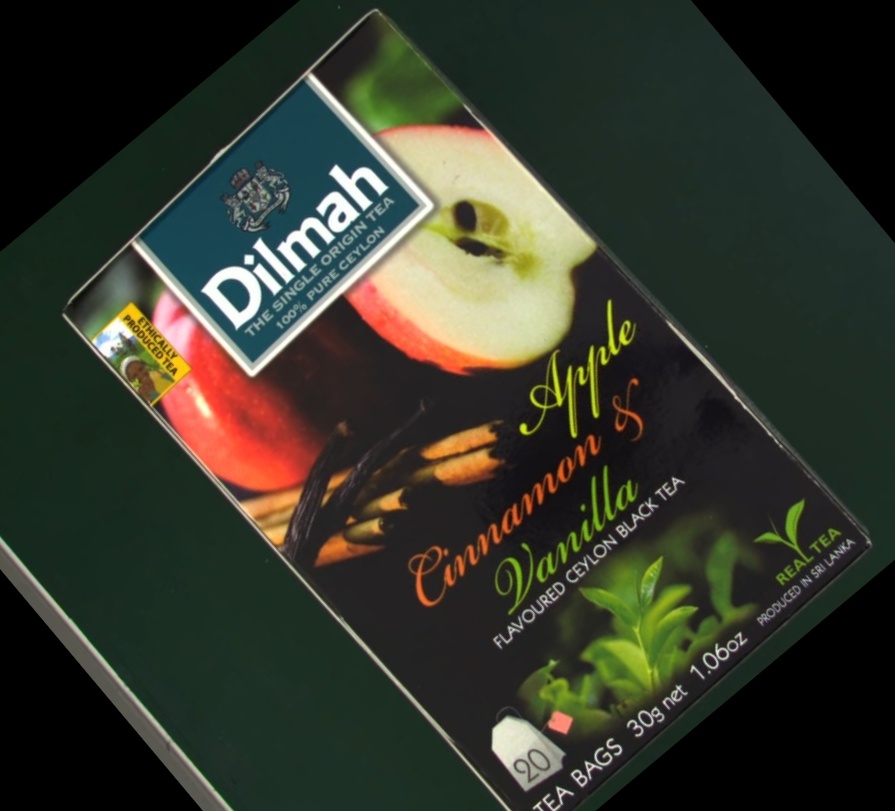 Dilmah
THE SINGLE ORIGIN TEA
100% PURE CEYLON
ETHICALLY
PRODUCED TEA
Apple
Cinnamon &
Vanilla
FLAVOURED CEYLON BLACK TEA
REAL TEA
PRODUCED IN SRI LANKA
20
TEA BAGS 30g net 1.06oz